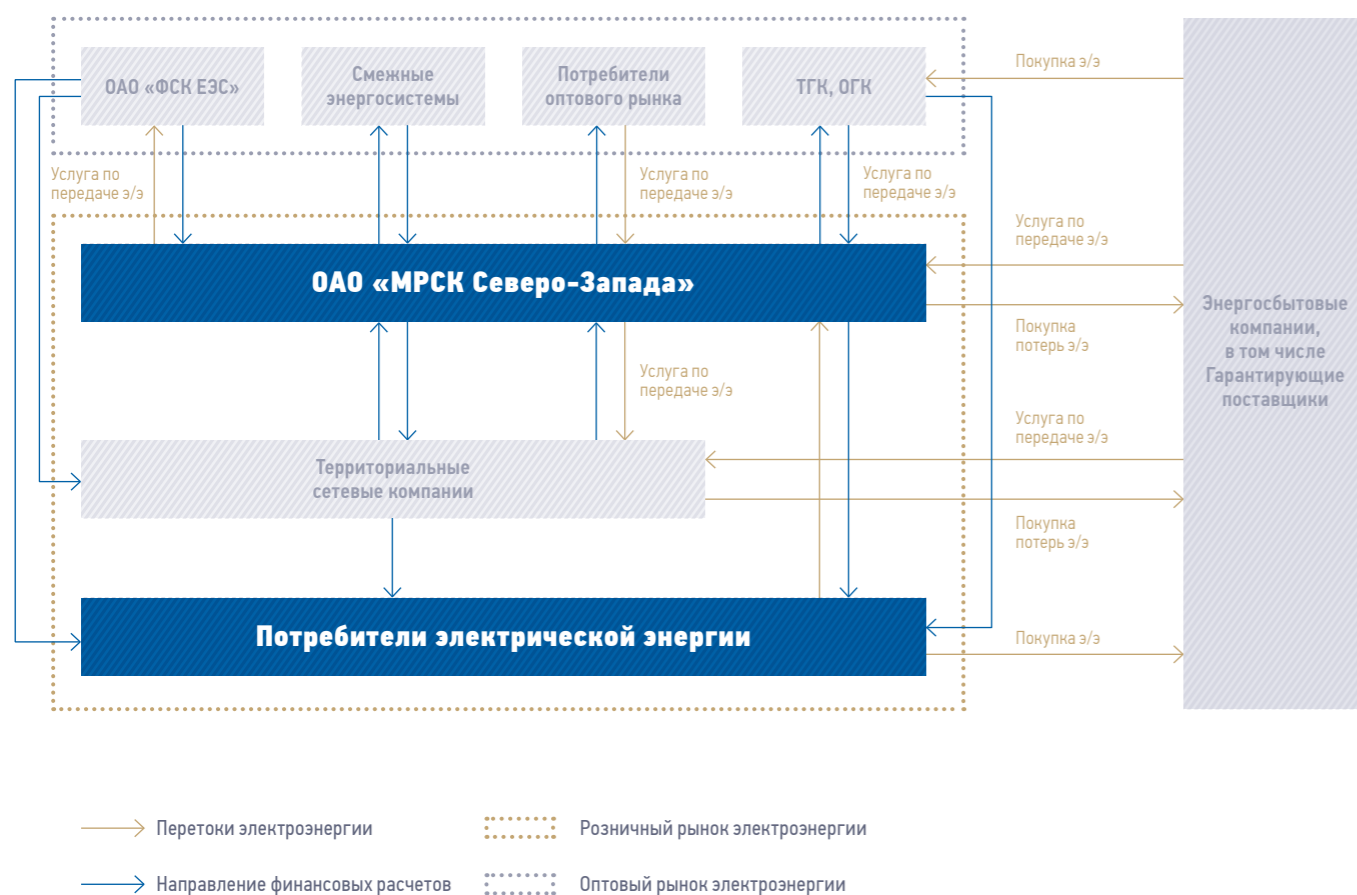 ОАО «ФСК ЕЭС»
Смежные
энергосистемы
Потребители
оптового рынка
ТГК, ОГК
Покупка э/э
Услуга по
передаче э/э
Услуга по
передаче э/э
Услуга по
передаче э/э
Услуга по
передаче э/э
ОАО «МРСК Северо-Запада»
Покупка
потерь э/э
Энергосбытовые
компании,
в том числе
Гарантирующие
поставщики
Услуга по
передаче э/э
Услуга по
передаче э/э
Территориальные
сетевые компании
Покупка
потерь э/э
Потребители электрической энергии
Покупка э/э
Перетоки электроэнергии
Розничный рынок электроэнергии
Направление финансовых расчетов
Оптовый рынок электроэнергии